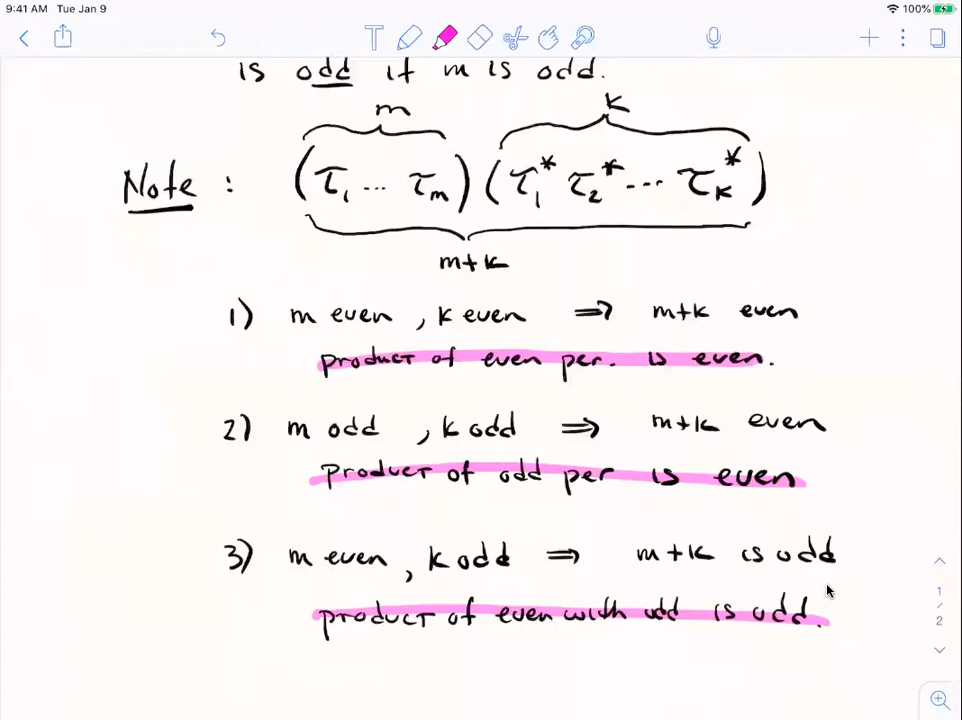 9:41 AM Tue Jan 9
100%
is odd if m is odd.
m
k
Note : (τ₁ ... τₘ) (τ₁* τ₂* ... τₖ*)
m+k
1) m even , k even ⇒ m+k even
product of even per. is even.
2) m odd , k odd ⇒ m+k even
product of odd per is even
3) m even , k odd ⇒ m+k is odd
product of even with odd is odd.
1
/
2